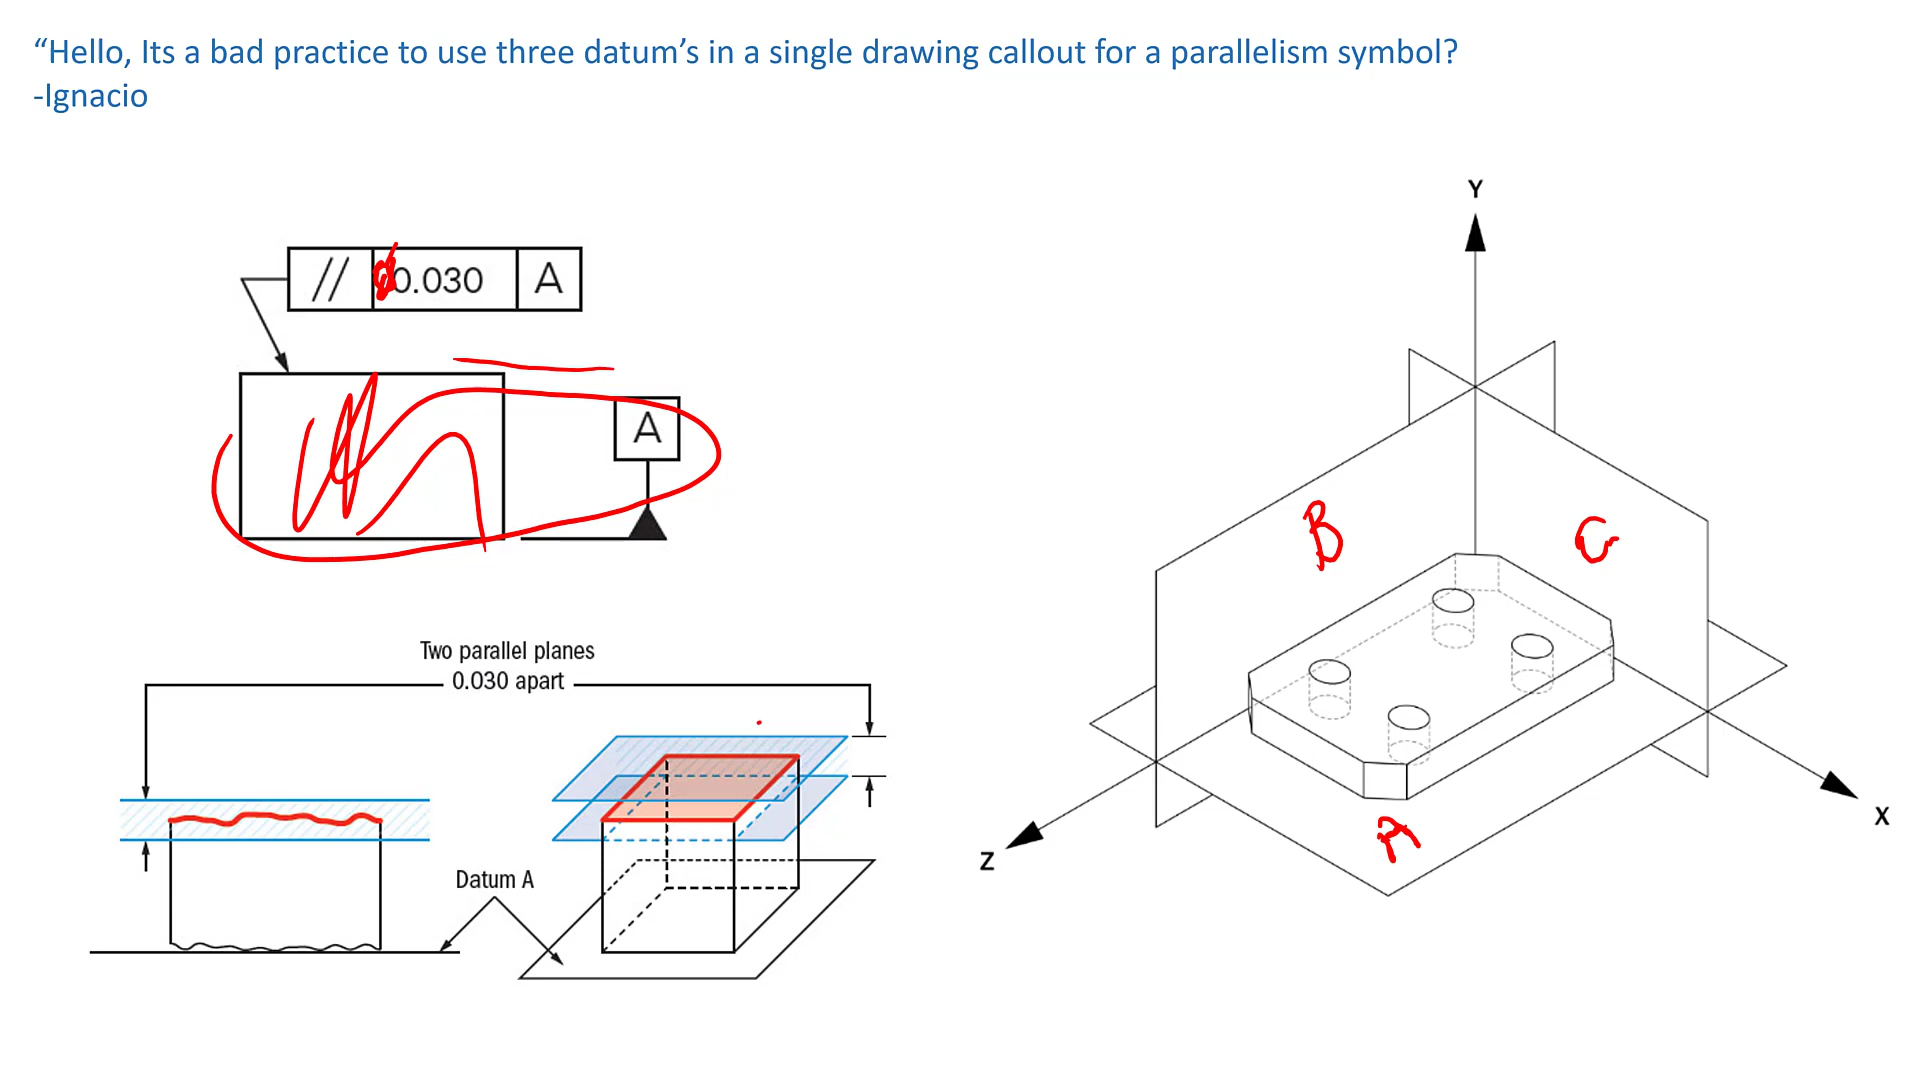 “Hello, Its a bad practice to use three datum’s in a single drawing callout for a parallelism symbol?
-Ignacio
// ⌀0.030 A
A
Two parallel planes
0.030 apart
Datum A
Y
B
C
A
Z
X